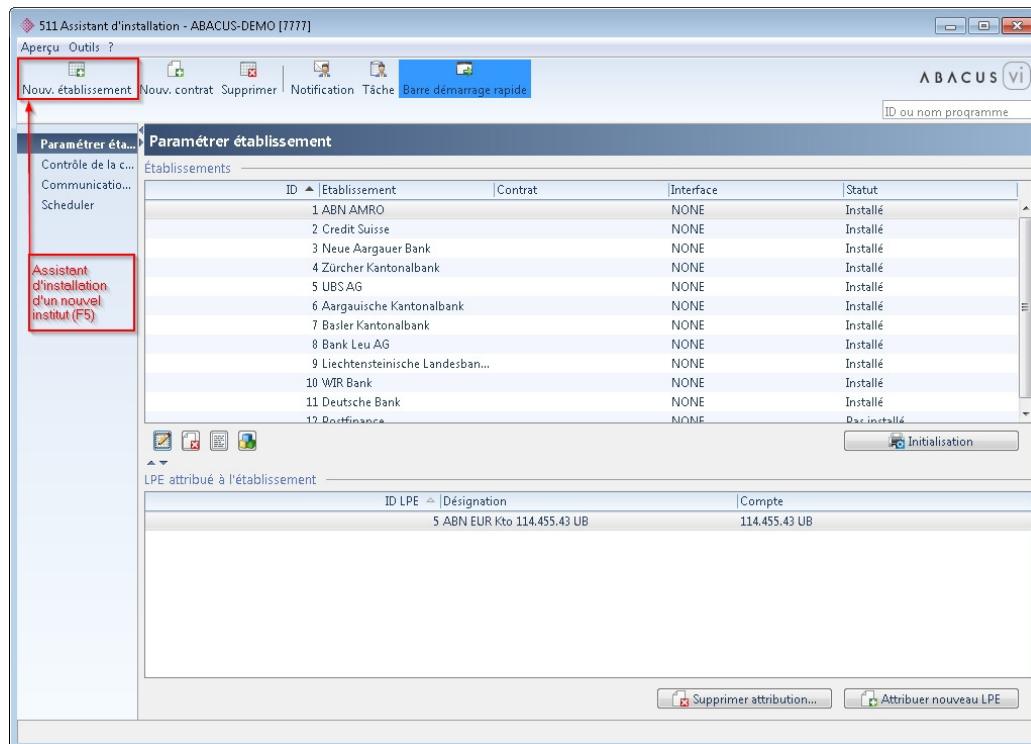 511 Assistant d'installation - ABACUS-DEMO [7777]
Aperçu Outils ?
Nouv. établissement Nouv. contrat Supprimer Notification Tâche Barre démarrage rapide
ABACUS vi
ID ou nom programme
Paramétrer éta...
Contrôle de la c...
Communicatio...
Scheduler
Assistant
d'installation
d'un nouvel
institut (F5)
Paramétrer établissement
Établissements
ID Etablissement Contrat Interface Statut
1 ABN AMRO NONE Installé
2 Credit Suisse NONE Installé
3 Neue Aargauer Bank NONE Installé
4 Zürcher Kantonalbank NONE Installé
5 UBS AG NONE Installé
6 Aargauische Kantonalbank NONE Installé
7 Basler Kantonalbank NONE Installé
8 Bank Leu AG NONE Installé
9 Liechtensteinische Landesban... NONE Installé
10 WIR Bank NONE Installé
11 Deutsche Bank NONE Installé
12 Postfinance NONE Pas installé
Initialisation
LPE attribué à l'établissement
ID LPE Désignation Compte
5 ABN EUR Kto 114.455.43 UB 114.455.43 UB
Supprimer attribution... Attribuer nouveau LPE